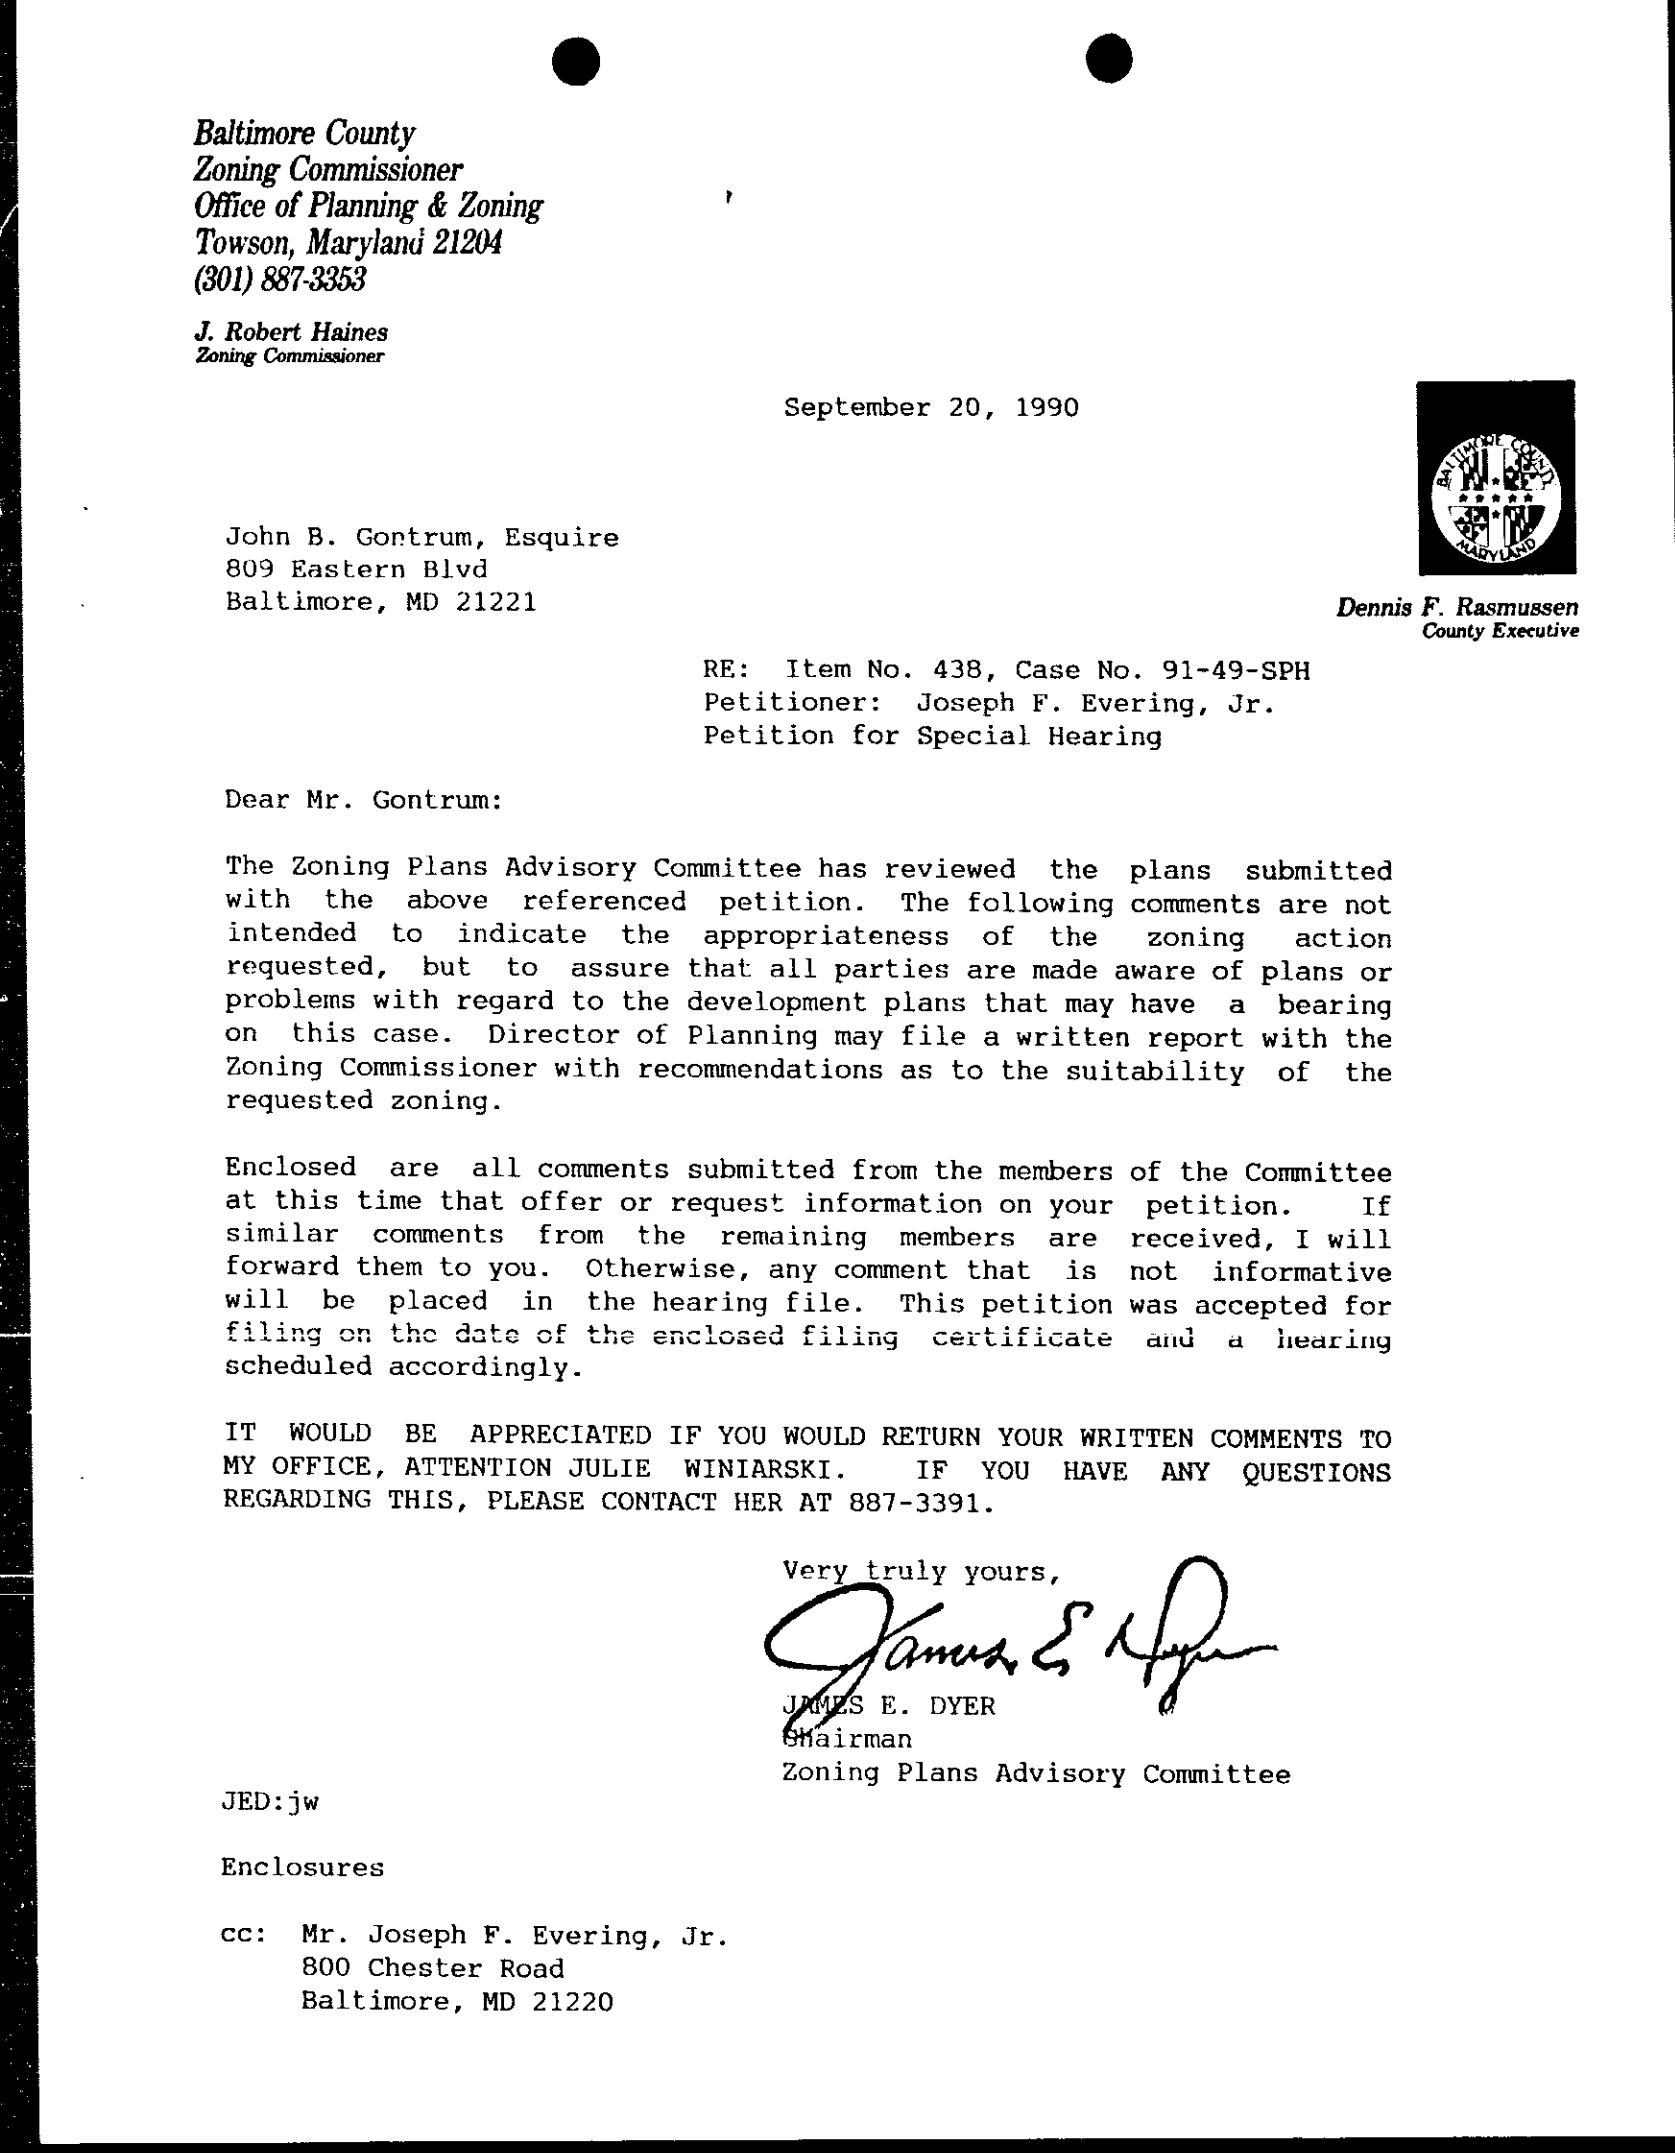 Baltimore County
Zoning Commissioner
Office of Planning & Zoning
Towson, Maryland 21204
(301) 887-3353
J. Robert Haines
Zoning Commissioner
September 20, 1990
BALTIMORE COUNTY
MARYLAND
Dennis F. Rasmussen
County Executive
John B. Gontrum, Esquire
809 Eastern Blvd
Baltimore, MD 21221
RE: Item No. 438, Case No. 91-49-SPH
Petitioner: Joseph F. Evering, Jr.
Petition for Special Hearing
Dear Mr. Gontrum:
The Zoning Plans Advisory Committee has reviewed the plans submitted
with the above referenced petition. The following comments are not
intended to indicate the appropriateness of the zoning action
requested, but to assure that all parties are made aware of plans or
problems with regard to the development plans that may have a bearing
on this case. Director of Planning may file a written report with the
Zoning Commissioner with recommendations as to the suitability of the
requested zoning.
Enclosed are all comments submitted from the members of the Committee
at this time that offer or request information on your petition. If
similar comments from the remaining members are received, I will
forward them to you. Otherwise, any comment that is not informative
will be placed in the hearing file. This petition was accepted for
filing on the date of the enclosed filing certificate and a hearing
scheduled accordingly.
IT WOULD BE APPRECIATED IF YOU WOULD RETURN YOUR WRITTEN COMMENTS TO
MY OFFICE, ATTENTION JULIE WINIARSKI. IF YOU HAVE ANY QUESTIONS
REGARDING THIS, PLEASE CONTACT HER AT 887-3391.
Very truly yours,
James E. Dyer
JAMES E. DYER
Chairman
Zoning Plans Advisory Committee
JED:jw
Enclosures
cc: Mr. Joseph F. Evering, Jr.
800 Chester Road
Baltimore, MD 21220